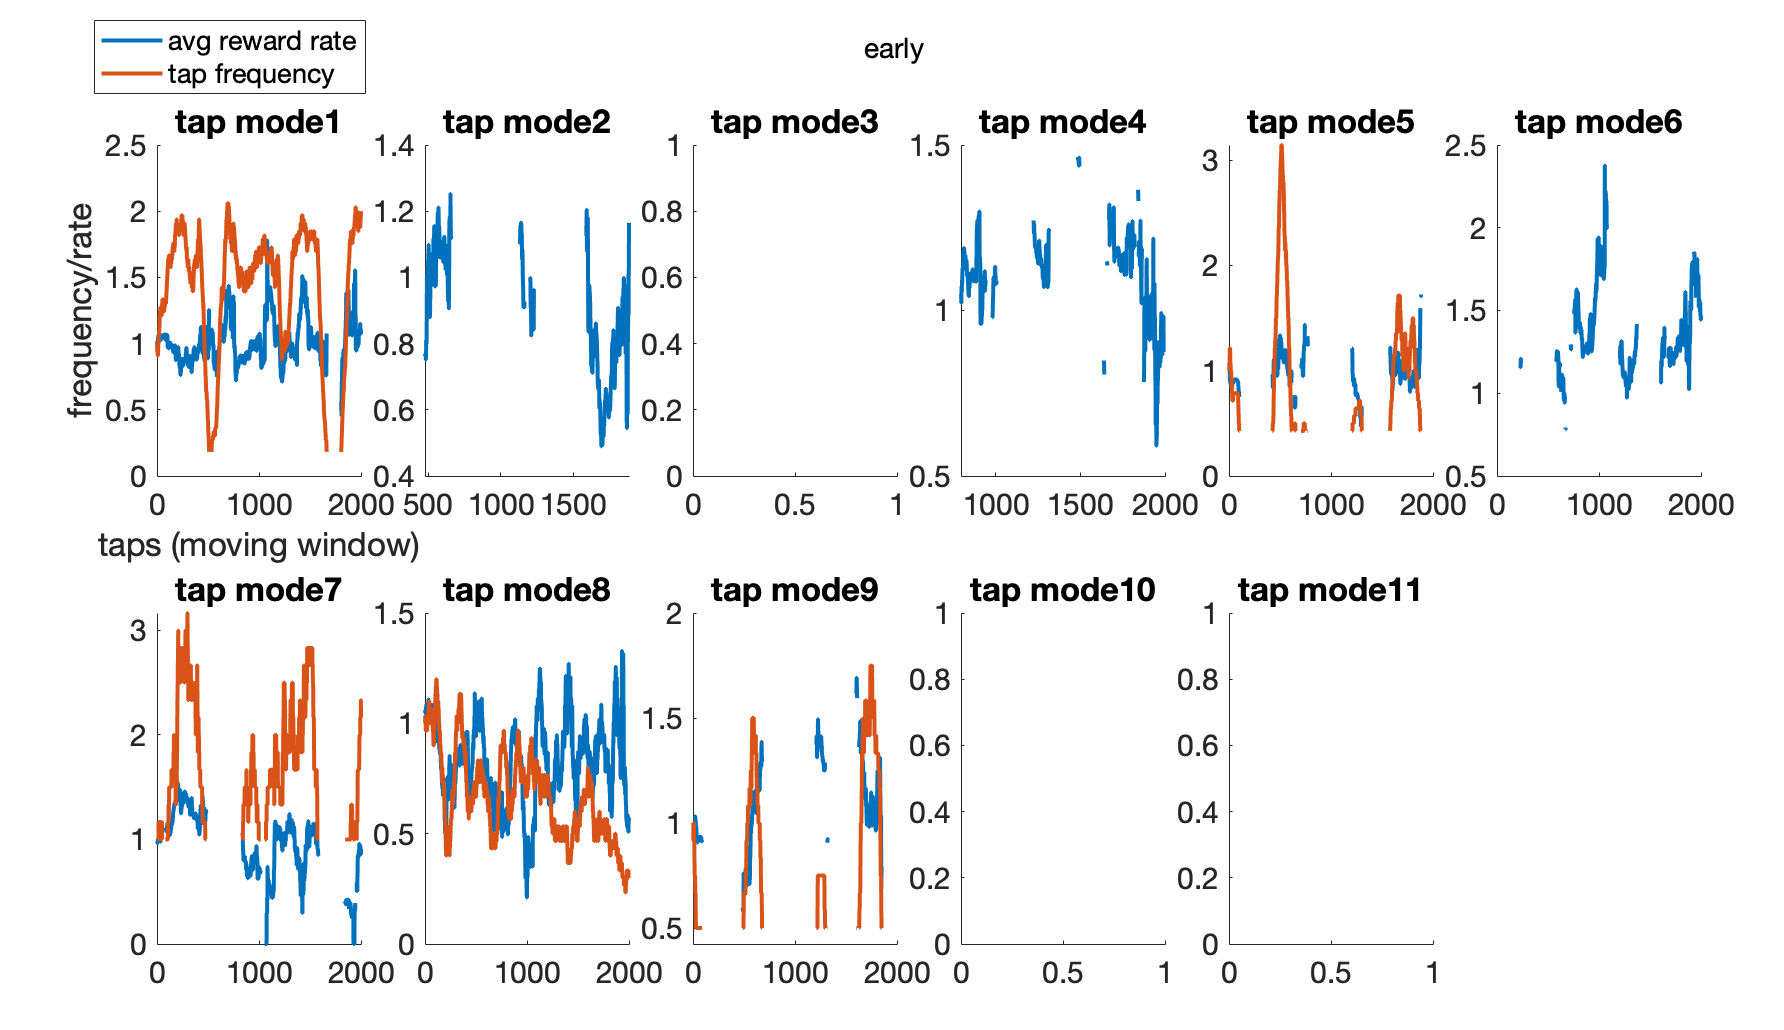 avg reward rate
tap frequency
early
tap mode1
tap mode2
tap mode3
tap mode4
tap mode5
tap mode6
frequency/rate
2.5
2
1.5
1
0.5
0
0 1000 2000
1.4
1.2
1
0.8
0.6
0.4
500 1000 1500
1
0.8
0.6
0.4
0.2
0
0 0.5 1
1.5
1
0.5
1000 1500 2000
3
2
1
0
0 1000 2000
2.5
2
1.5
1
0.5
0 1000 2000
taps (moving window)
tap mode7
tap mode8
tap mode9
tap mode10
tap mode11
3
2
1
0
0 1000 2000
1.5
1
0.5
0
0 1000 2000
2
1.5
1
0.5
0 1000 2000
1
0.8
0.6
0.4
0.2
0
0 0.5 1
1
0.8
0.6
0.4
0.2
0
0 0.5 1